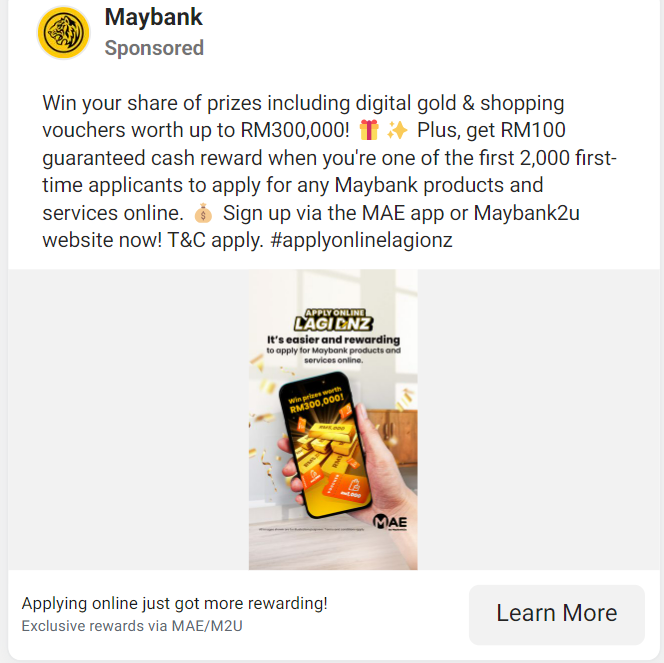 Maybank
Sponsored
Win your share of prizes including digital gold & shopping
vouchers worth up to RM300,000! 🎁 ✨ Plus, get RM100
guaranteed cash reward when you're one of the first 2,000 first-
time applicants to apply for any Maybank products and
services online. 💰 Sign up via the MAE app or Maybank2u
website now! T&C apply. #applyonlinelagionz
APPLY ONLINE
LAGI ONZ
It's easier and rewarding
to apply for Maybank products and
services online.
Win prizes worth
RM300,000!
MAE
Applying online just got more rewarding!
Exclusive rewards via MAE/M2U
Learn More